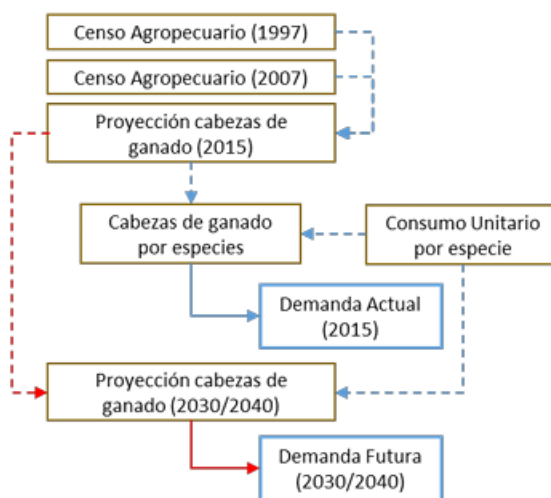 Censo Agropecuario (1997)
Censo Agropecuario (2007)
Proyección cabezas de
ganado (2015)
Cabezas de ganado
por especies
Consumo Unitario
por especie
Demanda Actual
(2015)
Proyección cabezas de
ganado (2030/2040)
Demanda Futura
(2030/2040)